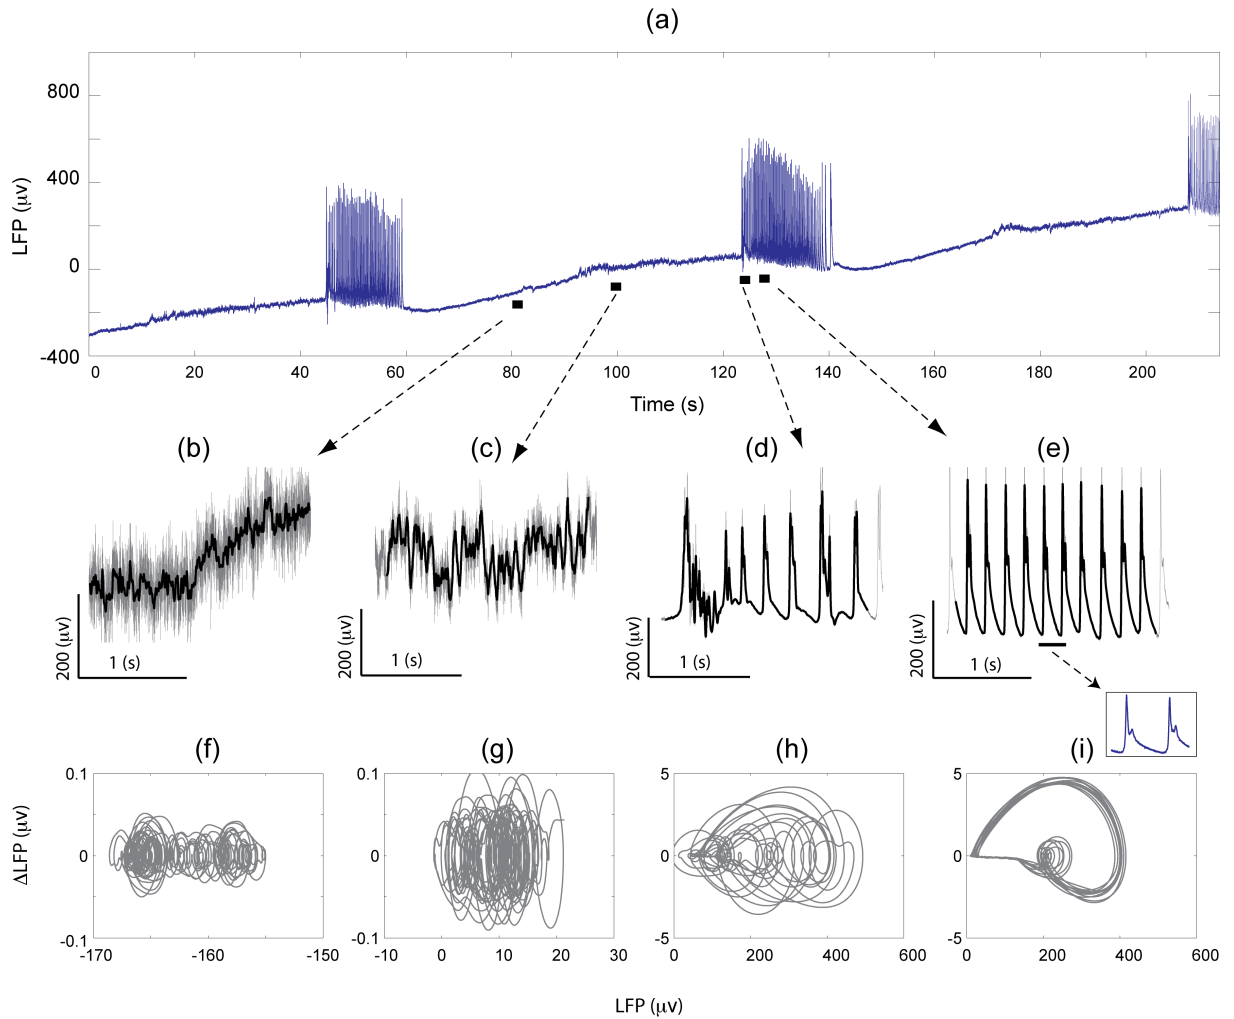 (a)
800
400
0
-400
LFP (μv)
0 20 40 60 80 100 120 140 160 180 200
Time (s)
(b) (c) (d) (e)
200 (μv) 200 (μv) 200 (μv) 200 (μv)
1 (s) 1 (s) 1 (s) 1 (s)
(f) (g) (h) (i)
0.1 0.1 5 5
0 0 0 0
-0.1 -0.1 -5 -5
ΔLFP (μv)
-170 -160 -150 -10 0 10 20 30 0 200 400 600 0 200 400 600
LFP (μv)